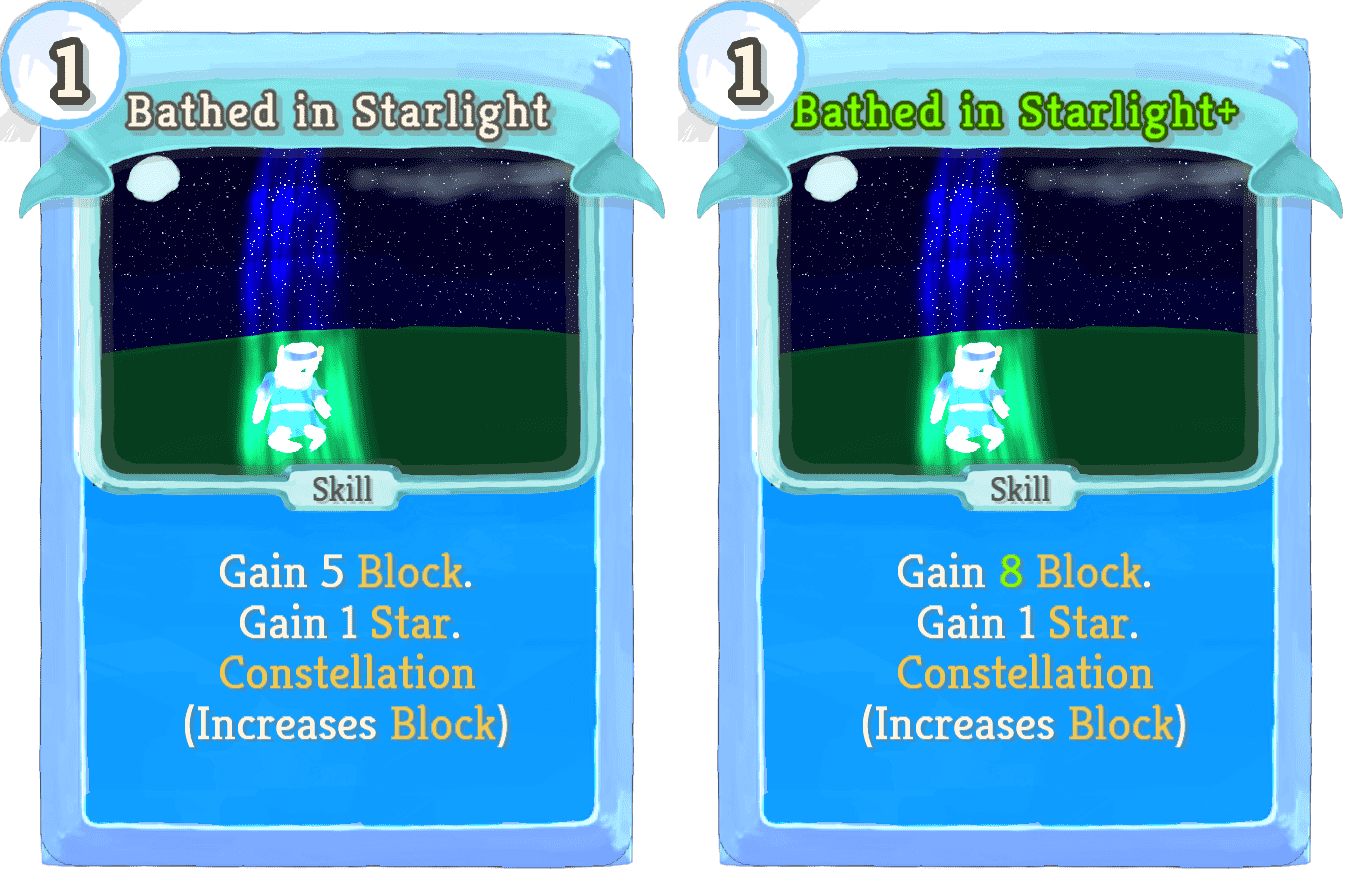 1
Bathed in Starlight
Skill
Gain 5 Block.
Gain 1 Star.
Constellation
(Increases Block)
1
Bathed in Starlight+
Skill
Gain 8 Block.
Gain 1 Star.
Constellation
(Increases Block)